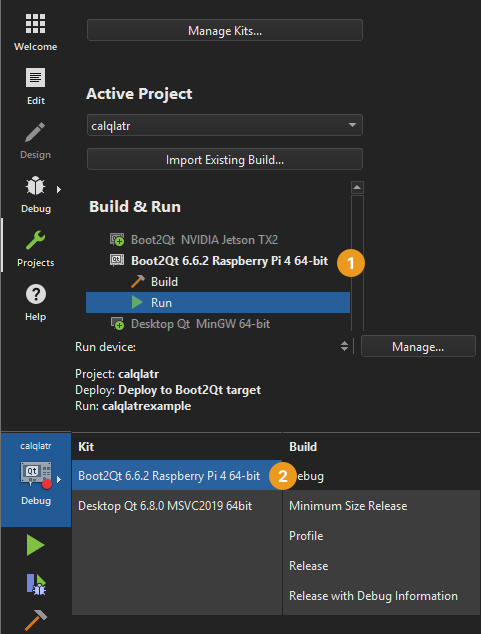 Manage Kits...
Welcome
Edit
Design
Debug
Projects
Help
Active Project
calqlatr
Import Existing Build...
Build & Run
Boot2Qt NVIDIA Jetson TX2
Boot2Qt 6.6.2 Raspberry Pi 4 64-bit
1
Build
Run
Desktop Qt MinGW 64-bit
Run device:
Manage...
Project: calqlatr
Deploy: Deploy to Boot2Qt target
Run: calqlatrexample
calqlatr
Qt
Debug
Kit
Build
Boot2Qt 6.6.2 Raspberry Pi 4 64-bit
2
ebug
Desktop Qt 6.8.0 MSVC2019 64bit
Minimum Size Release
Profile
Release
Release with Debug Information